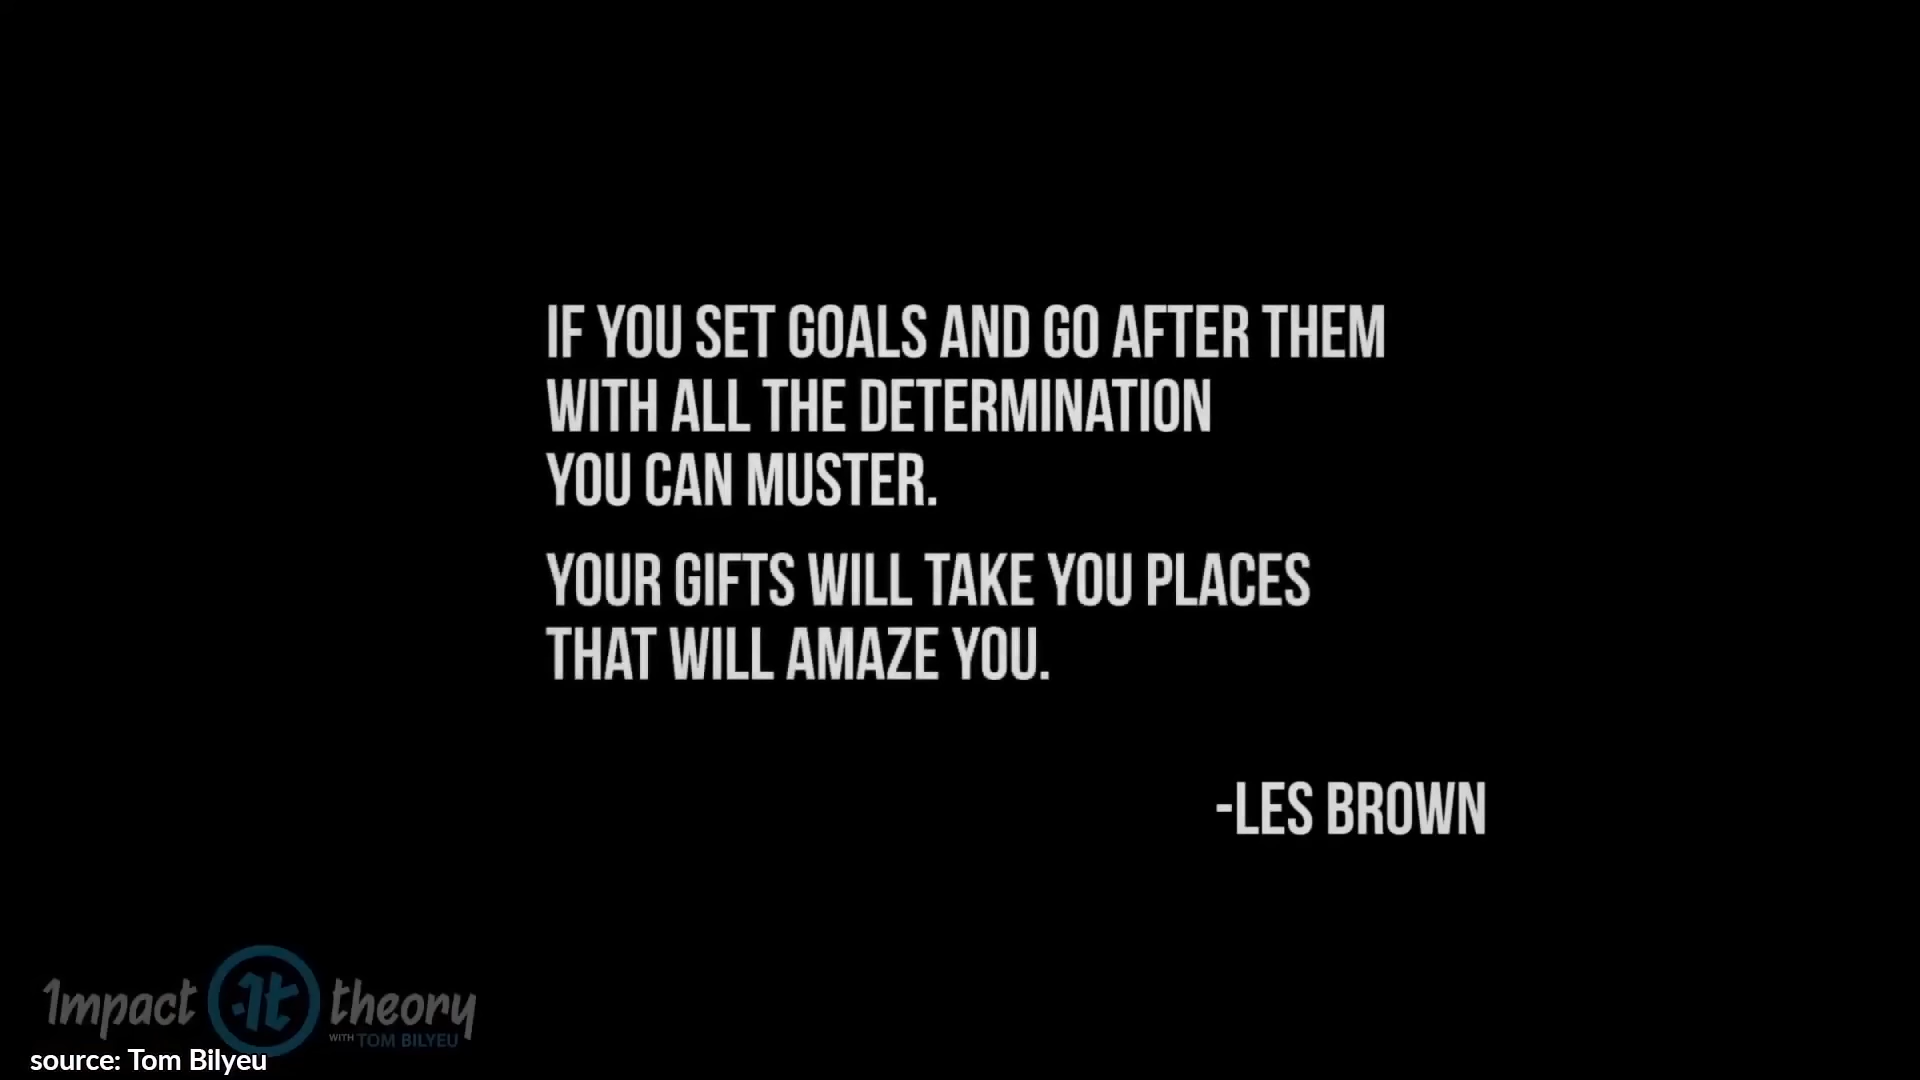 IF YOU SET GOALS AND GO AFTER THEM
WITH ALL THE DETERMINATION
YOU CAN MUSTER.
YOUR GIFTS WILL TAKE YOU PLACES
THAT WILL AMAZE YOU.
-LES BROWN
Impact It theory
WITH TOM BILYEU
source: Tom Bilyeu